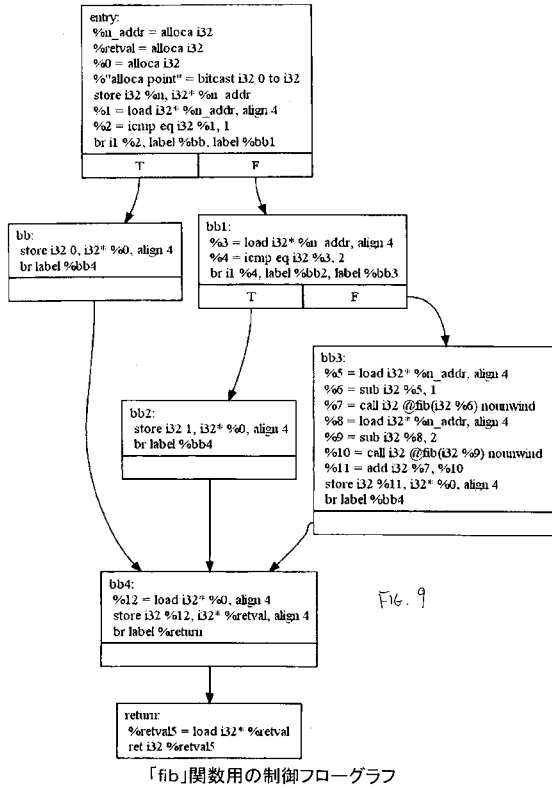 entry:
%n_addr = alloca i32
%retval = alloca i32
%0 = alloca i32
%"alloca point" = bitcast i32 0 to i32
store i32 %n, i32* %n_addr
%1 = load i32* %n_addr, align 4
%2 = icmp eq i32 %1, 1
br i1 %2, label %bb, label %bb1
T F
bb:
store i32 0, i32* %0, align 4
br label %bb4
bb1:
%3 = load i32* %n_addr, align 4
%4 = icmp eq i32 %3, 2
br i1 %4, label %bb2, label %bb3
T F
bb3:
%5 = load i32* %n_addr, align 4
%6 = sub i32 %5, 1
%7 = call i32 @fib(i32 %6) nounwind
%8 = load i32* %n_addr, align 4
%9 = sub i32 %8, 2
%10 = call i32 @fib(i32 %9) nounwind
%11 = add i32 %7, %10
store i32 %11, i32* %0, align 4
br label %bb4
bb2:
store i32 1, i32* %0, align 4
br label %bb4
bb4:
%12 = load i32* %0, align 4
store i32 %12, i32* %retval, align 4
br label %return
FIG. 9
return:
%retval5 = load i32* %retval
ret i32 %retval5
「fib」関数用の制御フローグラフ